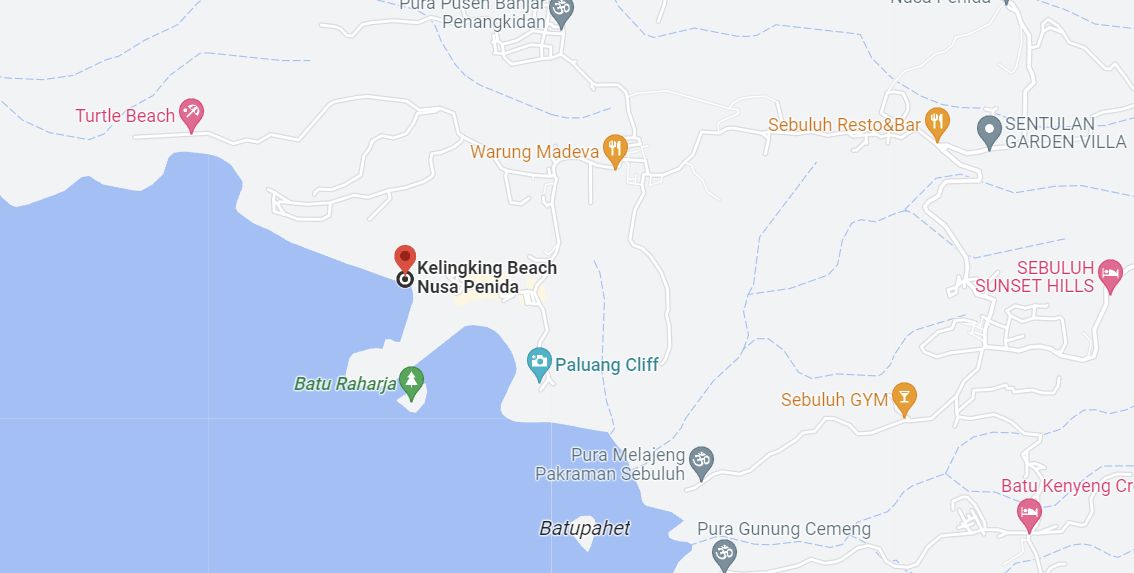 Pura Puseh Banjar
Penangkidan
Nusa Penida
Turtle Beach
Sebuluh Resto&Bar
SENTULAN
GARDEN VILLA
Warung Madeva
Kelingking Beach
Nusa Penida
SEBULUH
SUNSET HILLS
Paluang Cliff
Batu Raharja
Sebuluh GYM
Pura Melajeng
Pakraman Sebuluh
Batu Kenyeng Cr
Batupahet
Pura Gunung Cemeng